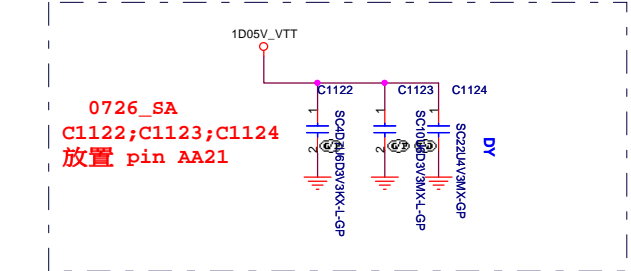 1D05V_VTT
C1122
C1123
C1124
0726_SA
C1122;C1123;C1124
放置 pin AA21
1
2
1
2
1
2
SC4D7U6D3V3KX-L-GP
SC10U6D3V3MX-L-GP
SC22U4V3MX-GP
DY